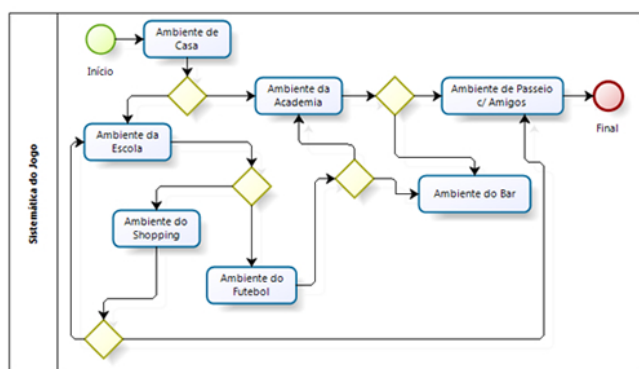 Sistemática do Jogo
Início
Ambiente de
Casa
Ambiente da
Academia
Ambiente de Passeio
c/ Amigos
Final
Ambiente da
Escola
Ambiente do
Shopping
Ambiente do Bar
Ambiente do
Futebol